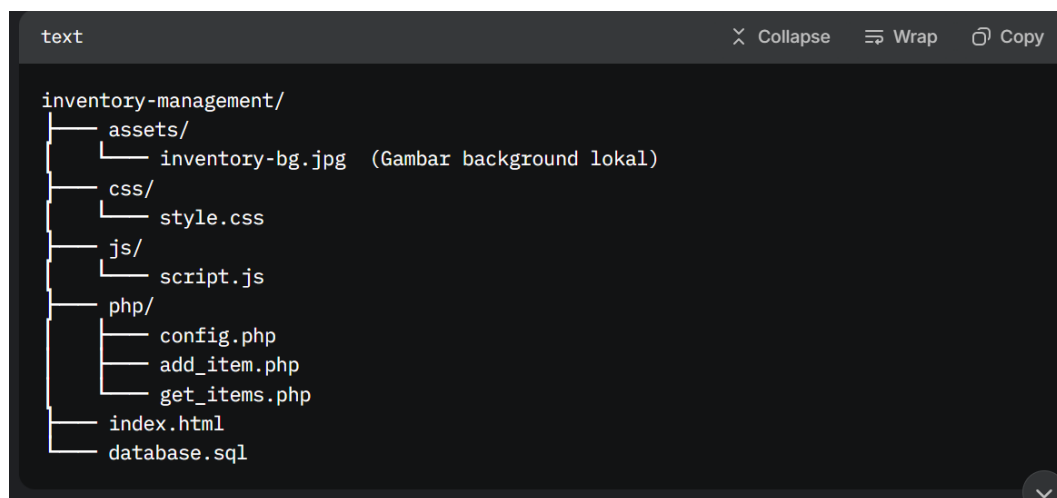 text Collapse Wrap Copy
inventory-management/
├── assets/
│   └── inventory-bg.jpg  (Gambar background lokal)
├── css/
│   └── style.css
├── js/
│   └── script.js
├── php/
│   ├── config.php
│   ├── add_item.php
│   └── get_items.php
├── index.html
└── database.sql